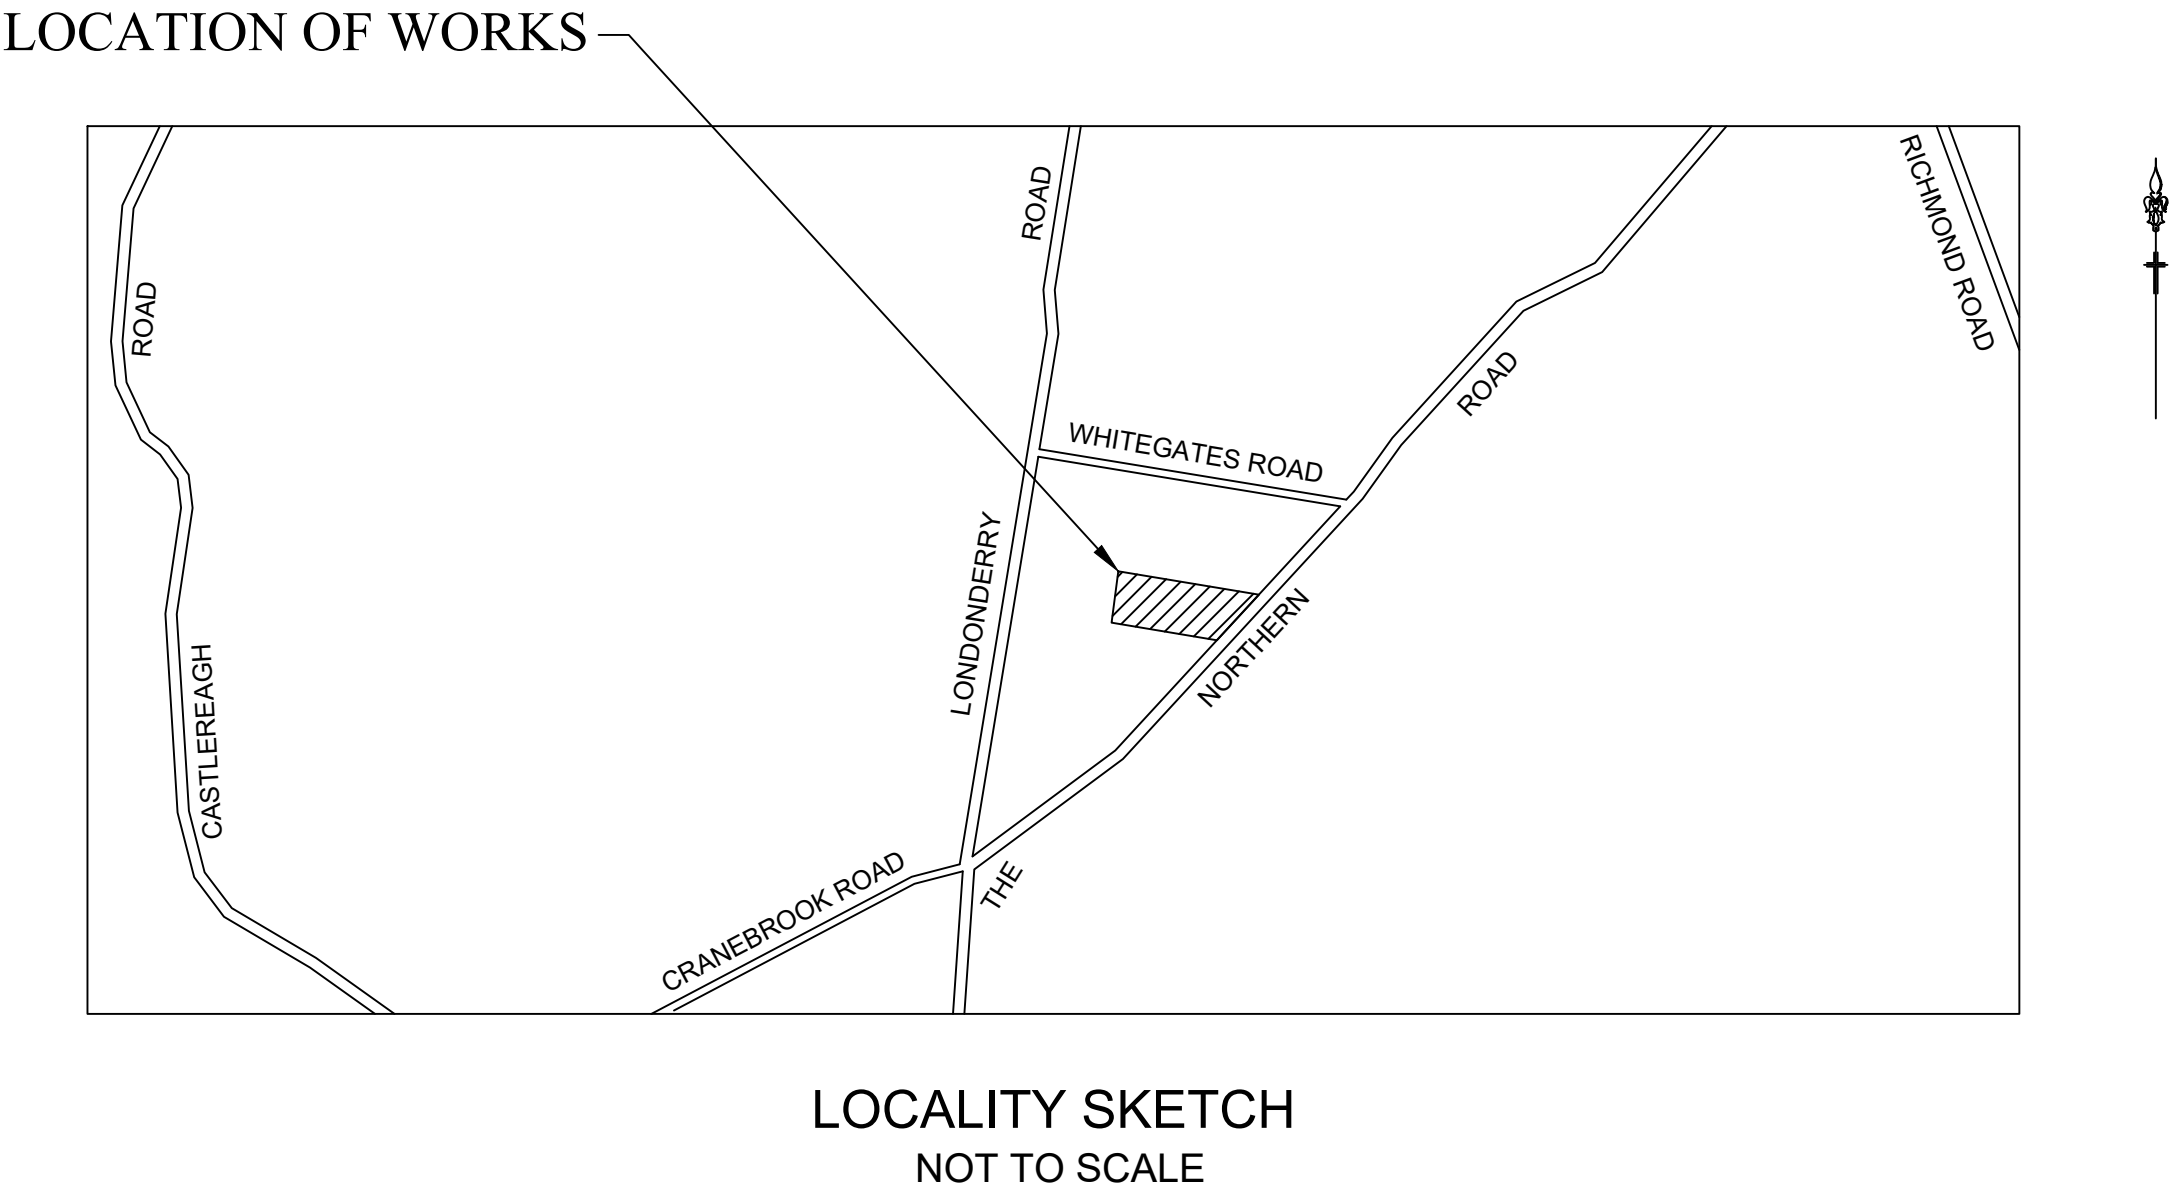 LOCATION OF WORKS
ROAD
RICHMOND ROAD
ROAD
ROAD
WHITEGATES ROAD
LONDONDERRY
NORTHERN
CASTLEREAGH
CRANEBROOK ROAD
THE
LOCALITY SKETCH
NOT TO SCALE